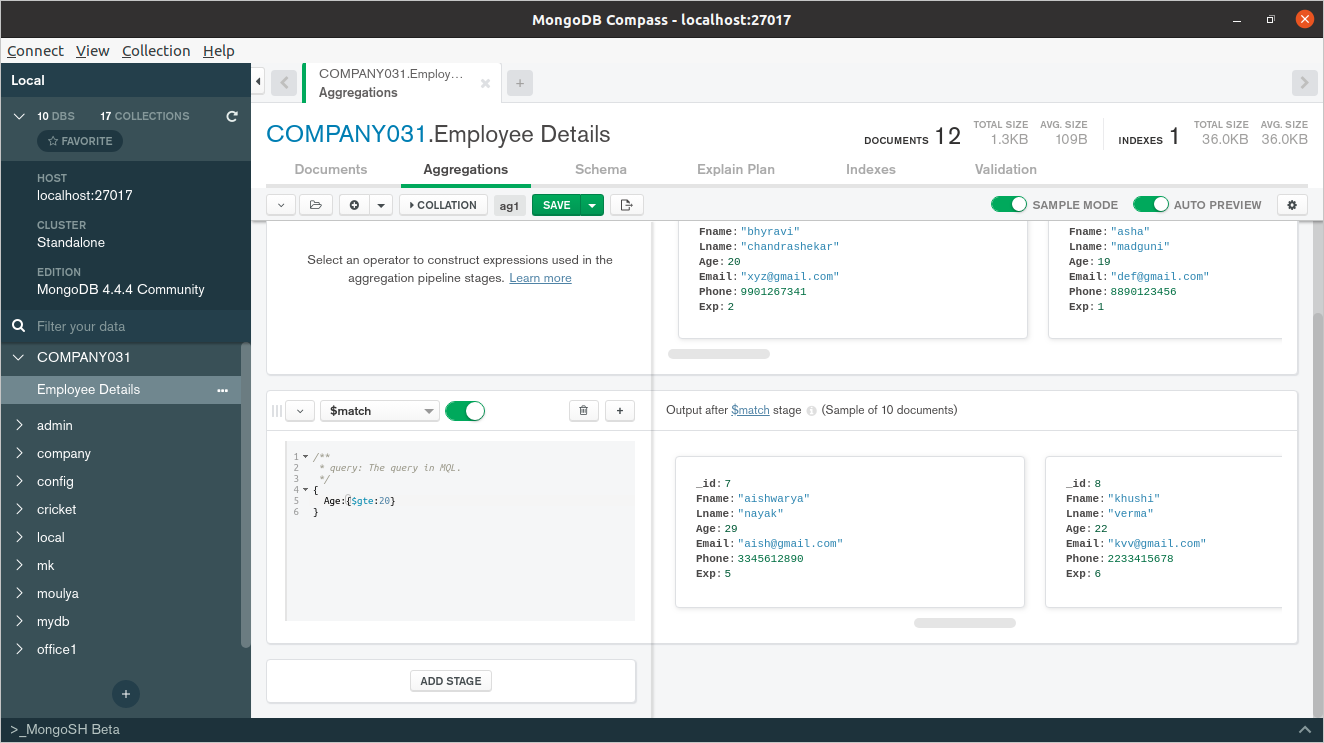 MongoDB Compass - localhost:27017
Connect View Collection Help
Local
10 DBS 17 COLLECTIONS
FAVORITE
HOST
localhost:27017
CLUSTER
Standalone
EDITION
MongoDB 4.4.4 Community
Filter your data
COMPANY031
Employee Details
admin
company
config
cricket
local
mk
moulya
mydb
office1
>_MongoSH Beta
COMPANY031.Employ...
Aggregations
COMPANY031.Employee Details
DOCUMENTS 12 TOTAL SIZE 1.3KB AVG. SIZE 109B INDEXES 1 TOTAL SIZE 36.0KB AVG. SIZE 36.0KB
Documents Aggregations Schema Explain Plan Indexes Validation
COLLATION ag1 SAVE SAMPLE MODE AUTO PREVIEW
Select an operator to construct expressions used in the
aggregation pipeline stages. Learn more
Fname: "bhyravi"
Lname: "chandrashekar"
Age: 20
Email: "xyz@gmail.com"
Phone: 9901267341
Exp: 2
Fname: "asha"
Lname: "madguni"
Age: 19
Email: "def@gmail.com"
Phone: 8890123456
Exp: 1
$match
Output after $match stage (Sample of 10 documents)
1 /**
2 * query: The query in MQL.
3 */
4 {
5 Age:{$gte:20}
6 }
_id: 7
Fname: "aishwarya"
Lname: "nayak"
Age: 29
Email: "aish@gmail.com"
Phone: 3345612890
Exp: 5
_id: 8
Fname: "khushi"
Lname: "verma"
Age: 22
Email: "kvv@gmail.com"
Phone: 2233415678
Exp: 6
ADD STAGE